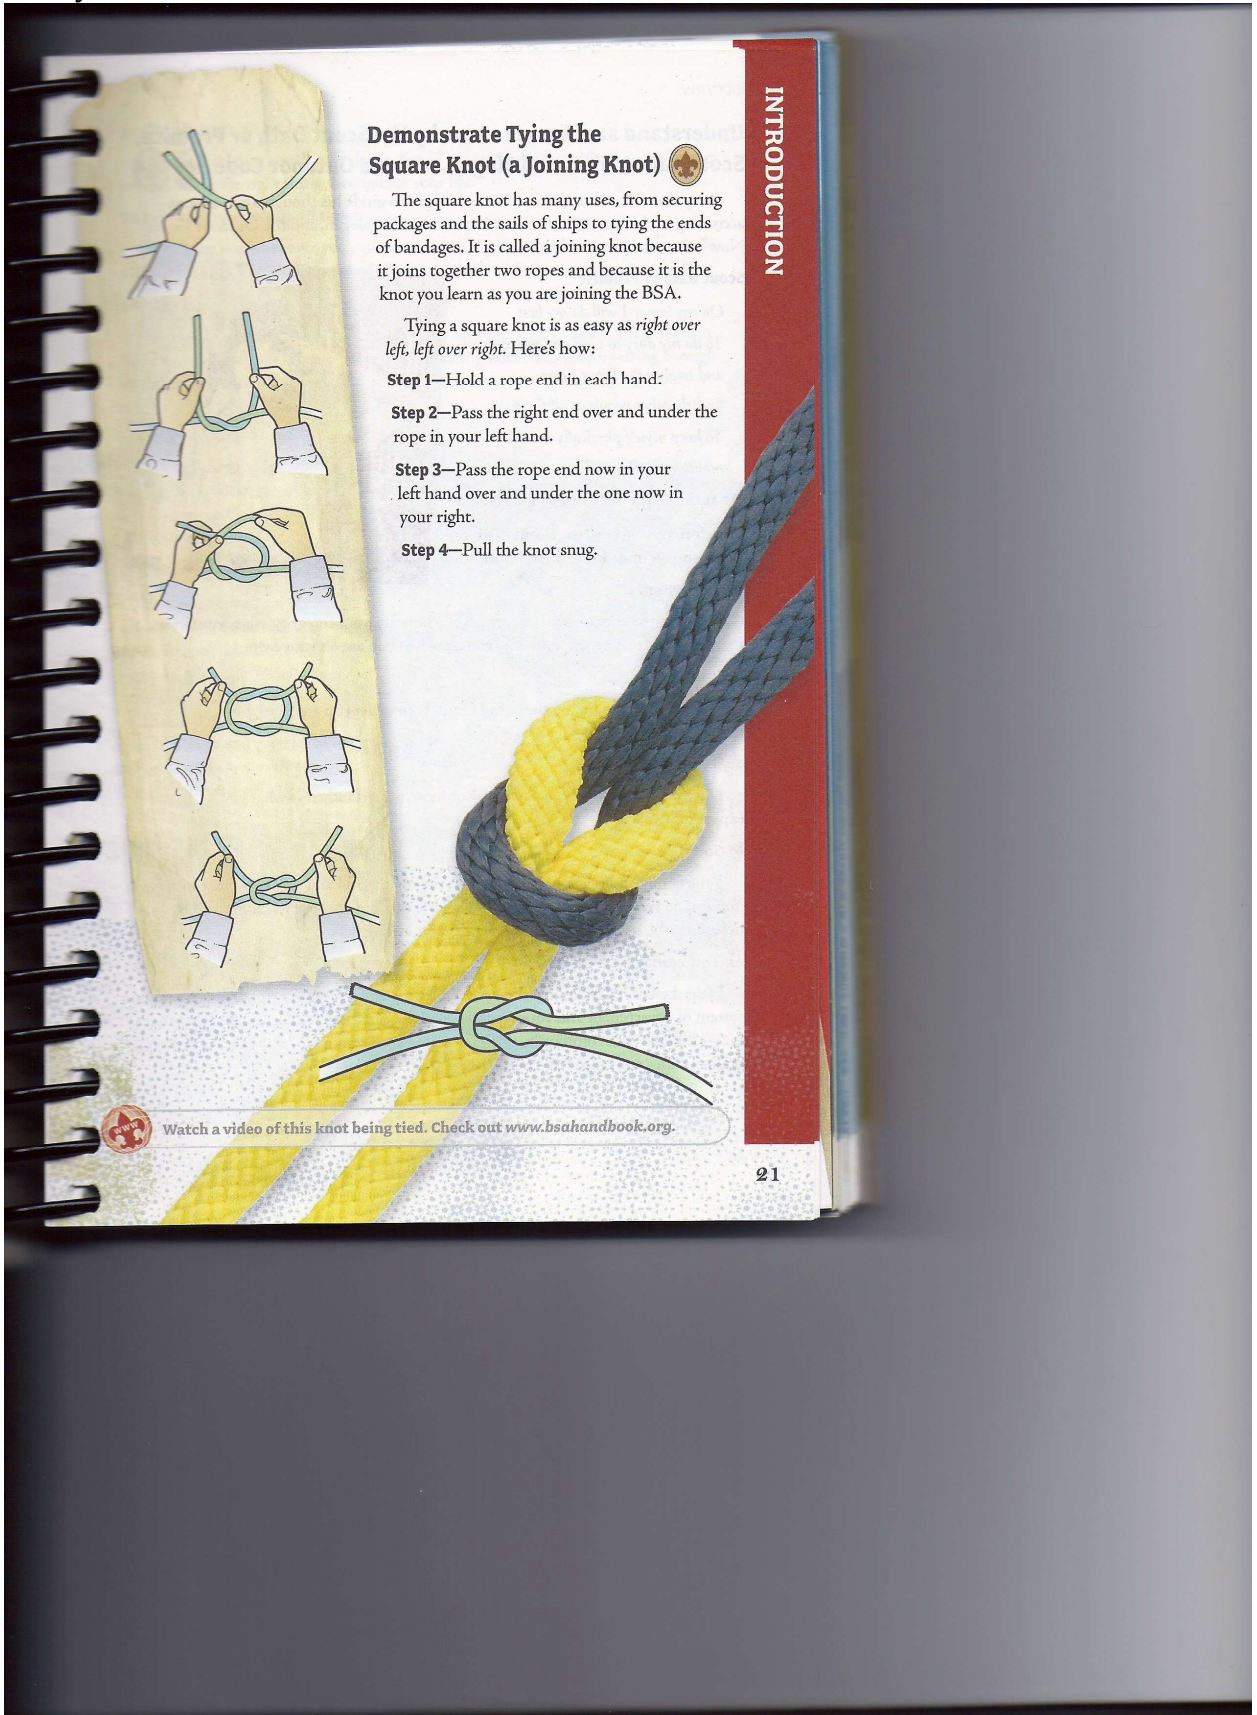 Demonstrate Tying the
Square Knot (a Joining Knot)
The square knot has many uses, from securing
packages and the sails of ships to tying the ends
of bandages. It is called a joining knot because
it joins together two ropes and because it is the
knot you learn as you are joining the BSA.
Tying a square knot is as easy as right over
left, left over right. Here's how:
Step 1—Hold a rope end in each hand.
Step 2—Pass the right end over and under the
rope in your left hand.
Step 3—Pass the rope end now in your
left hand over and under the one now in
your right.
Step 4—Pull the knot snug.
INTRODUCTION
www
Watch a video of this knot being tied. Check out www.bsahandbook.org.
21